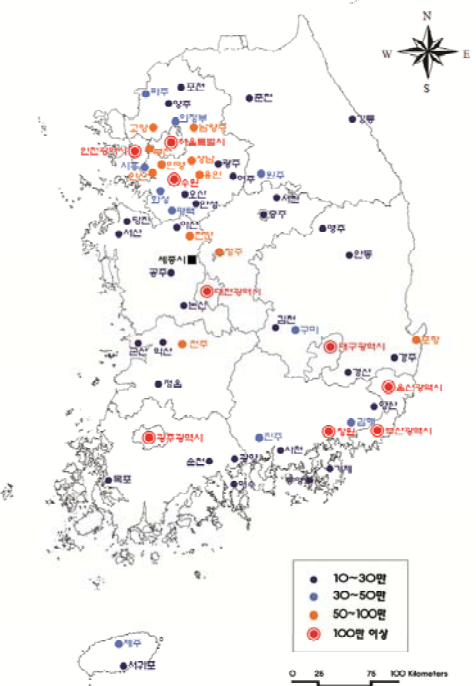 N
W E
S
파주
포천
양주
춘천
의정부
강릉
고양
남양주
서울특별시
인천광역시
부천
시흥
안양
성남
광주
안산
용인
여주
원주
수원
화성
오산
안성
제천
평택
충주
당진
영주
서산
아산
천안
청주
안동
세종시
공주
대전광역시
논산
김천
구미
대구광역시
포항
군산
익산
전주
경주
경산
정읍
울산광역시
양산
김해
창원
부산광역시
광주광역시
진주
사천
순천
광양
거제
목포
여수
통영
제주
서귀포
10~30만
30~50만
50~100만
100만 이상
0 25 75 100 Kilometers